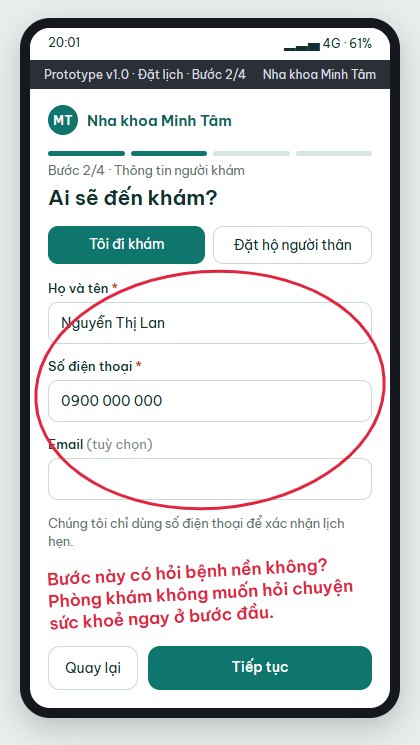 20:01 4G · 61%
Prototype v1.0 · Đặt lịch · Bước 2/4 Nha khoa Minh Tâm
MT Nha khoa Minh Tâm
Bước 2/4 · Thông tin người khám
Ai sẽ đến khám?
Tôi đi khám Đặt hộ người thân
Họ và tên *
Nguyễn Thị Lan
Số điện thoại *
0900 000 000
Email (tuỳ chọn)
Chúng tôi chỉ dùng số điện thoại để xác nhận lịch
hẹn.
Bước này có hỏi bệnh nền không?
Phòng khám không muốn hỏi chuyện
sức khoẻ ngay ở bước đầu.
Quay lại Tiếp tục